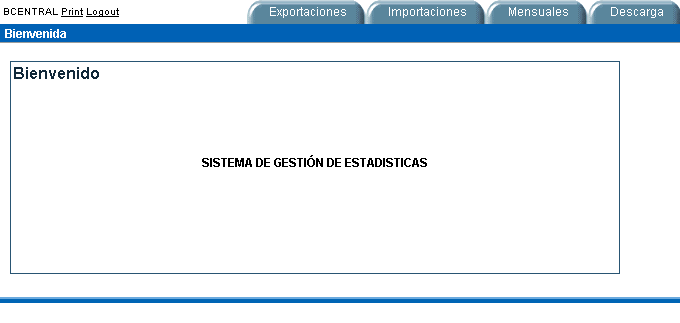 BCENTRAL Print Logout
Exportaciones Importaciones Mensuales Descarga
Bienvenida
Bienvenido
SISTEMA DE GESTIÓN DE ESTADISTICAS